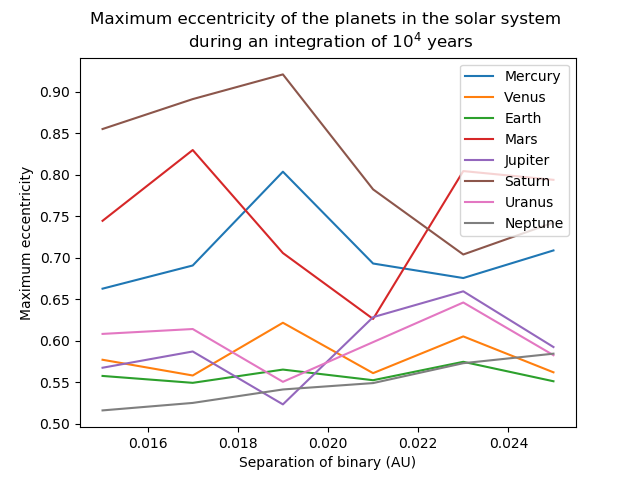 Maximum eccentricity of the planets in the solar system
during an integration of 10⁴ years
Maximum eccentricity
0.90
0.85
0.80
0.75
0.70
0.65
0.60
0.55
0.50
Mercury
Venus
Earth
Mars
Jupiter
Saturn
Uranus
Neptune
0.016 0.018 0.020 0.022 0.024
Separation of binary (AU)